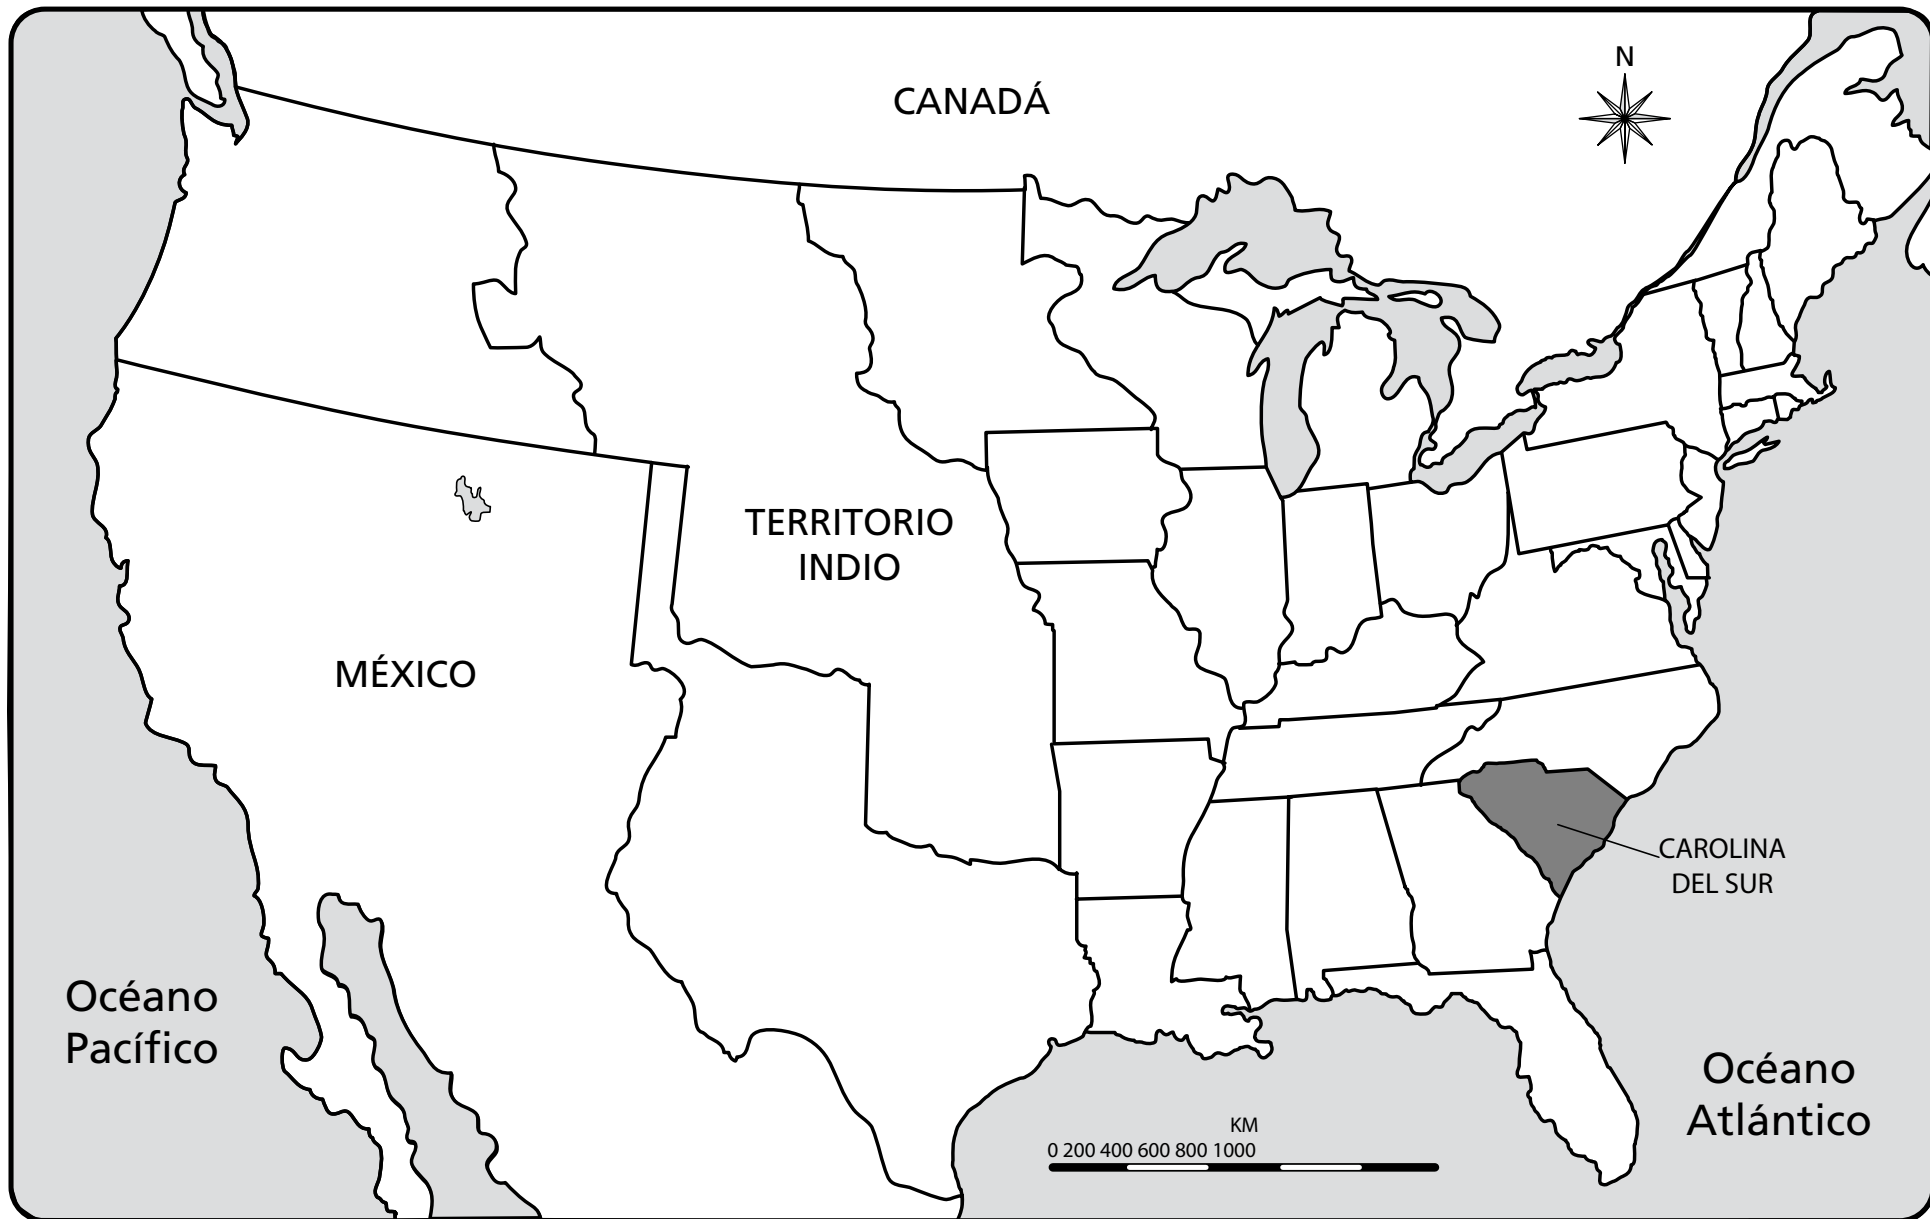 N
CANADÁ
TERRITORIO
INDIO
MÉXICO
CAROLINA
DEL SUR
Océano
Pacífico
Océano
Atlántico
KM
0 200 400 600 800 1000